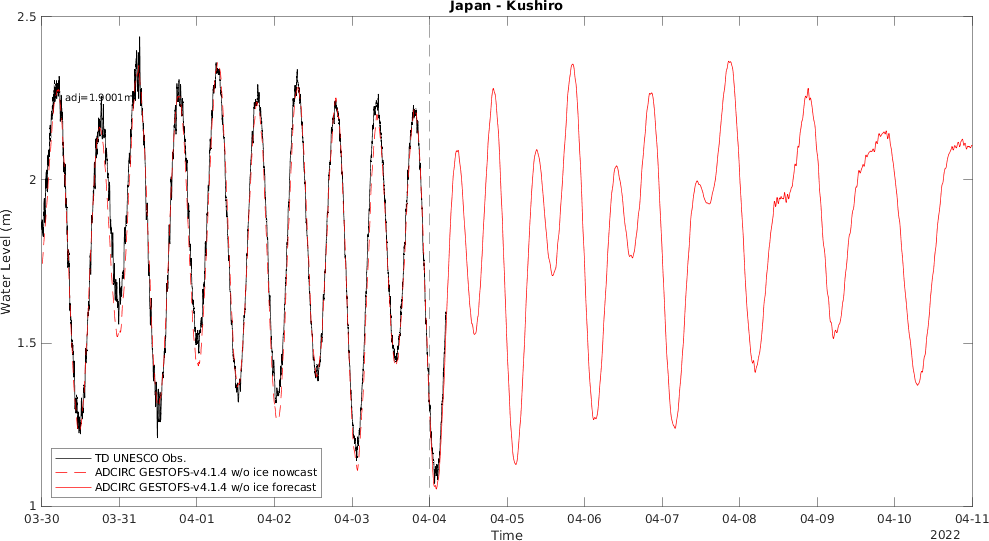 Japan - Kushiro
2.5
adj=1.9001m
2
Water Level (m)
1.5
TD UNESCO Obs.
ADCIRC GESTOFS-v4.1.4 w/o ice nowcast
ADCIRC GESTOFS-v4.1.4 w/o ice forecast
1
03-30 03-31 04-01 04-02 04-03 04-04 04-05 04-06 04-07 04-08 04-09 04-10 04-11
Time
2022